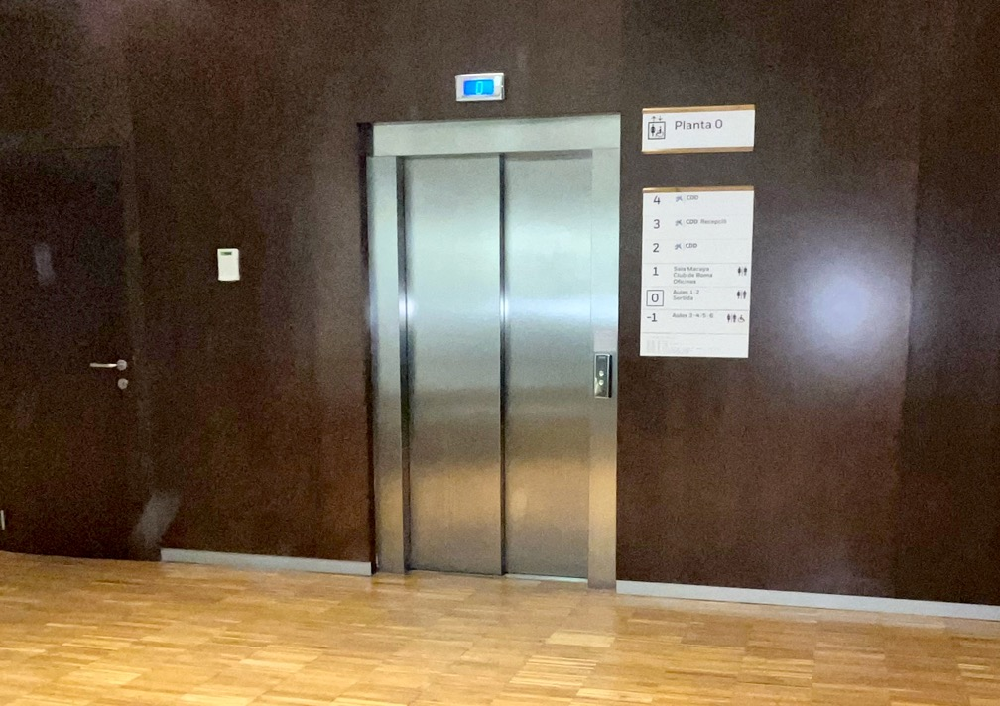 0
Planta 0
4 CDD
3 CDD Recepció
2 CDD
1 Sala Macaya
Club de Roma
Oficines
0 Aules 1·2
Sortida
-1 Aules 3·4·5·6